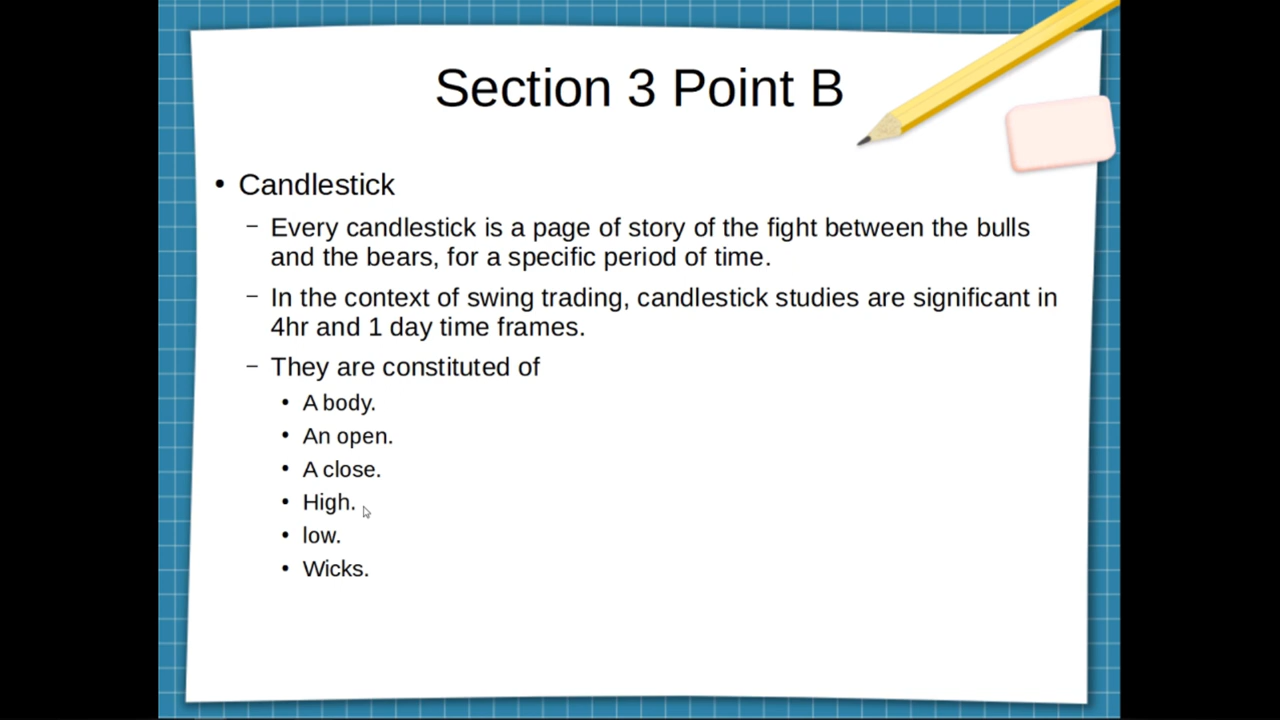 Section 3 Point B
• Candlestick
– Every candlestick is a page of story of the fight between the bulls
and the bears, for a specific period of time.
– In the context of swing trading, candlestick studies are significant in
4hr and 1 day time frames.
– They are constituted of
• A body.
• An open.
• A close.
• High.
• low.
• Wicks.